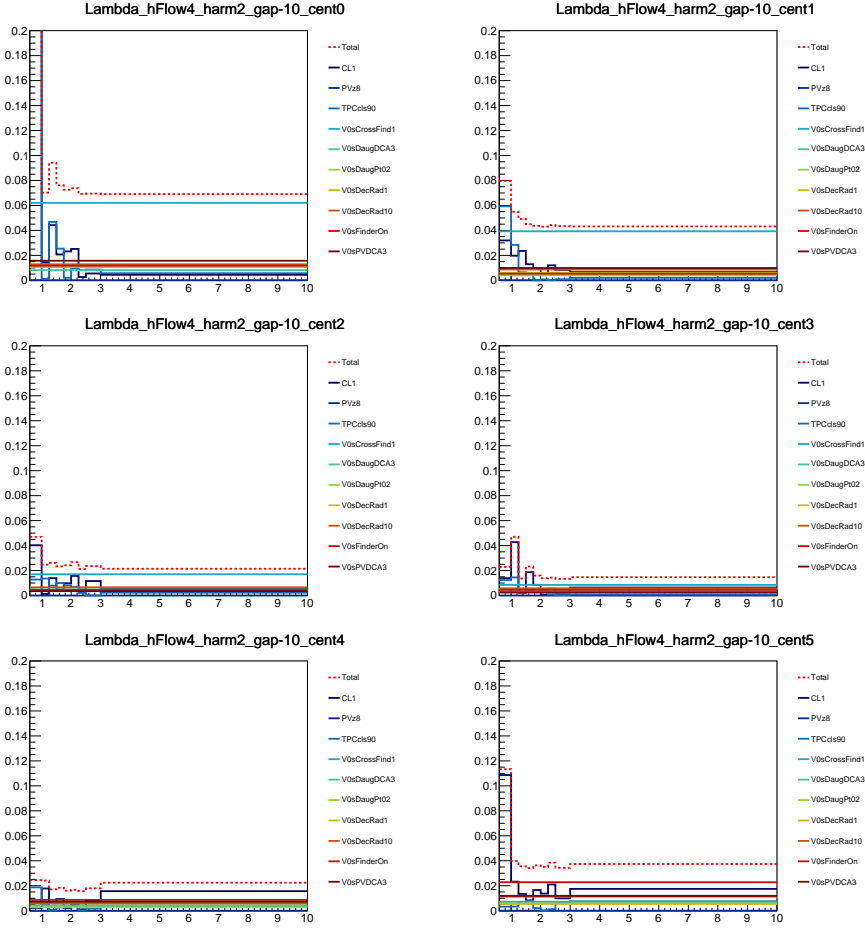 Lambda_hFlow4_harm2_gap-10_cent0
0.2
0.18
0.16
0.14
0.12
0.1
0.08
0.06
0.04
0.02
0
1 2 3 4 5 6 7 8 9 10
Total
CL1
PVz8
TPCcls90
V0sCrossFind1
V0sDaugDCA3
V0sDaugPt02
V0sDecRad1
V0sDecRad10
V0sFinderOn
V0sPVDCA3
Lambda_hFlow4_harm2_gap-10_cent1
0.2
0.18
0.16
0.14
0.12
0.1
0.08
0.06
0.04
0.02
0
1 2 3 4 5 6 7 8 9 10
Total
CL1
PVz8
TPCcls90
V0sCrossFind1
V0sDaugDCA3
V0sDaugPt02
V0sDecRad1
V0sDecRad10
V0sFinderOn
V0sPVDCA3
Lambda_hFlow4_harm2_gap-10_cent2
0.2
0.18
0.16
0.14
0.12
0.1
0.08
0.06
0.04
0.02
0
1 2 3 4 5 6 7 8 9 10
Total
CL1
PVz8
TPCcls90
V0sCrossFind1
V0sDaugDCA3
V0sDaugPt02
V0sDecRad1
V0sDecRad10
V0sFinderOn
V0sPVDCA3
Lambda_hFlow4_harm2_gap-10_cent3
0.2
0.18
0.16
0.14
0.12
0.1
0.08
0.06
0.04
0.02
0
1 2 3 4 5 6 7 8 9 10
Total
CL1
PVz8
TPCcls90
V0sCrossFind1
V0sDaugDCA3
V0sDaugPt02
V0sDecRad1
V0sDecRad10
V0sFinderOn
V0sPVDCA3
Lambda_hFlow4_harm2_gap-10_cent4
0.2
0.18
0.16
0.14
0.12
0.1
0.08
0.06
0.04
0.02
0
1 2 3 4 5 6 7 8 9 10
Total
CL1
PVz8
TPCcls90
V0sCrossFind1
V0sDaugDCA3
V0sDaugPt02
V0sDecRad1
V0sDecRad10
V0sFinderOn
V0sPVDCA3
Lambda_hFlow4_harm2_gap-10_cent5
0.2
0.18
0.16
0.14
0.12
0.1
0.08
0.06
0.04
0.02
0
1 2 3 4 5 6 7 8 9 10
Total
CL1
PVz8
TPCcls90
V0sCrossFind1
V0sDaugDCA3
V0sDaugPt02
V0sDecRad1
V0sDecRad10
V0sFinderOn
V0sPVDCA3